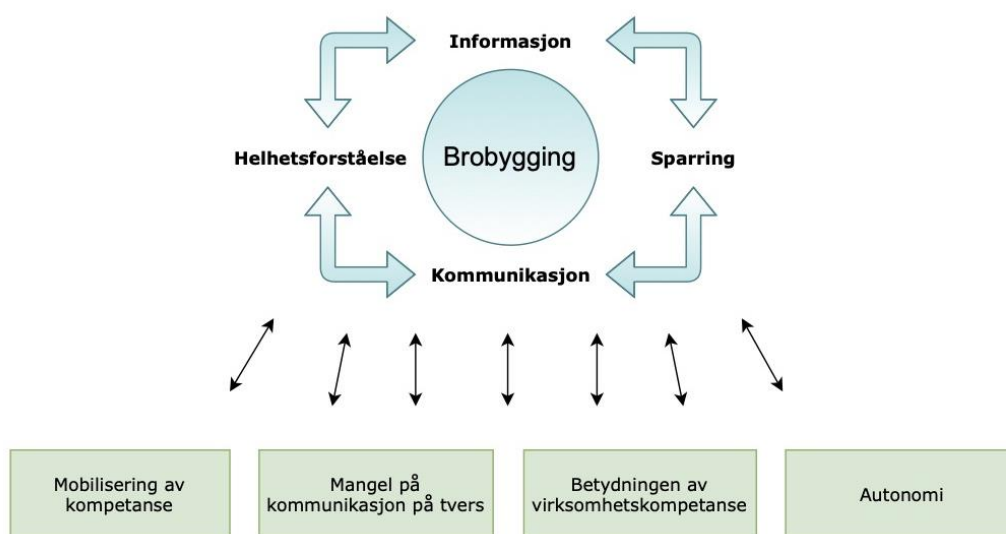 Informasjon
Helhetsforståelse
Brobygging
Sparring
Kommunikasjon
Mobilisering av
kompetanse
Mangel på
kommunikasjon på tvers
Betydningen av
virksomhetskompetanse
Autonomi